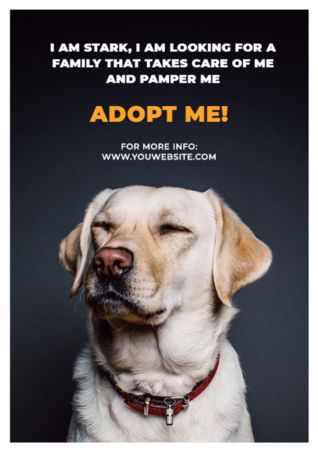 I AM STARK, I AM LOOKING FOR A
FAMILY THAT TAKES CARE OF ME
AND PAMPER ME
ADOPT ME!
FOR MORE INFO:
WWW.YOUWEBSITE.COM